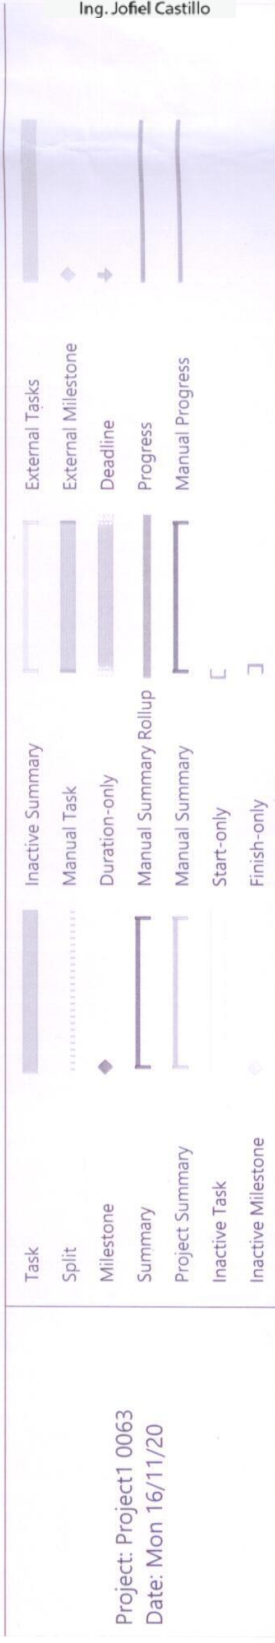 Ing. Jofiel Castillo
Project: Project1 0063
Date: Mon 16/11/20
Task
Split
Milestone
Summary
Project Summary
Inactive Task
Inactive Milestone
Inactive Summary
Manual Task
Duration-only
Manual Summary Rollup
Manual Summary
Start-only
Finish-only
External Tasks
External Milestone
Deadline
Progress
Manual Progress